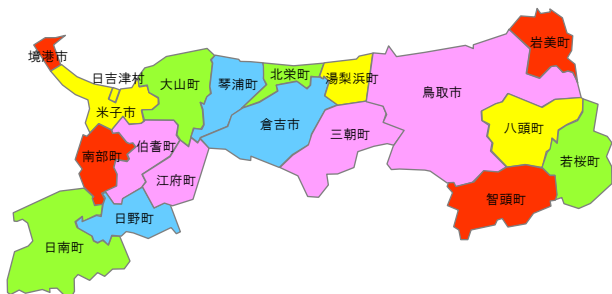 岩美町
境港市
日吉津村
大山町
琴浦町
北栄町
湯梨浜町
鳥取市
米子市
倉吉市
三朝町
八頭町
南部町
伯耆町
若桜町
江府町
智頭町
日野町
日南町